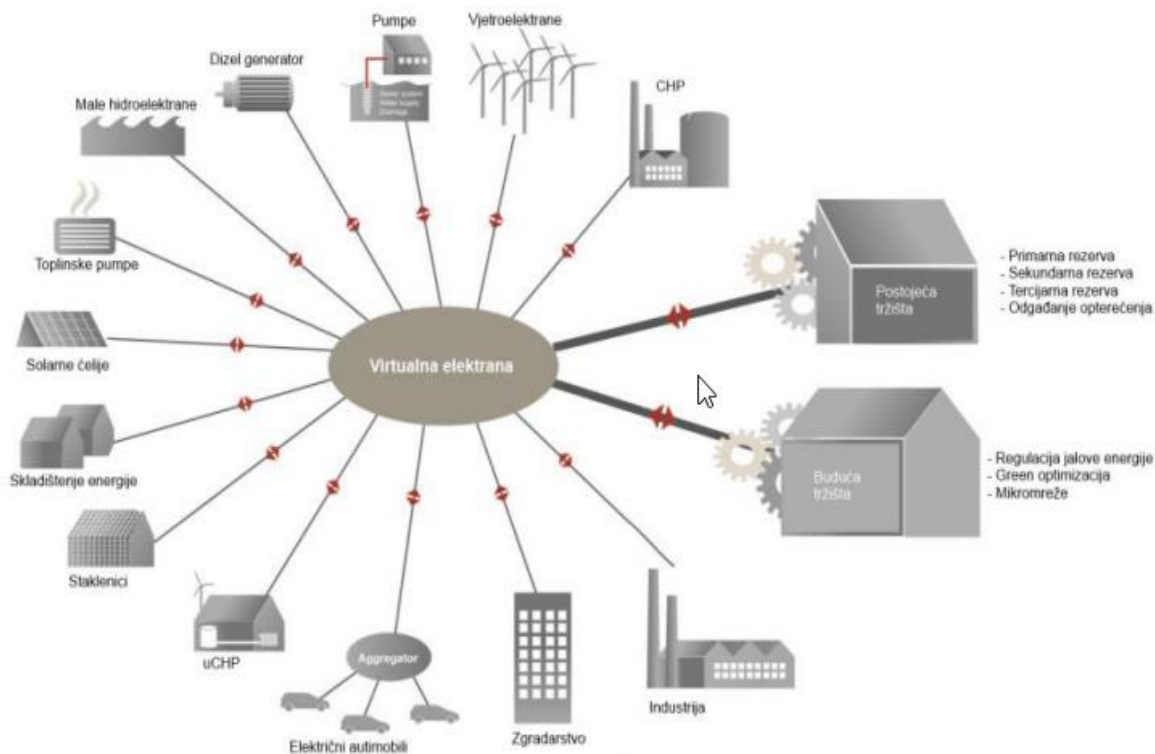 Pumpe
Vjetroelektrane
Dizel generator
CHP
Male hidroelektrane
Toplinske pumpe
Solarne ćelije
Skladištenje energije
Staklenici
uCHP
Aggregator
Električni autimobili
Zgradarstvo
Industrija
Virtualna elektrana
Postojeća
tržišta
- Primarna rezerva
- Sekundarna rezerva
- Tercijarna rezerva
- Odgađanje opterećenja
Buduća
tržišta
- Regulacija jalove energije
- Green optimizacija
- Mikromreže